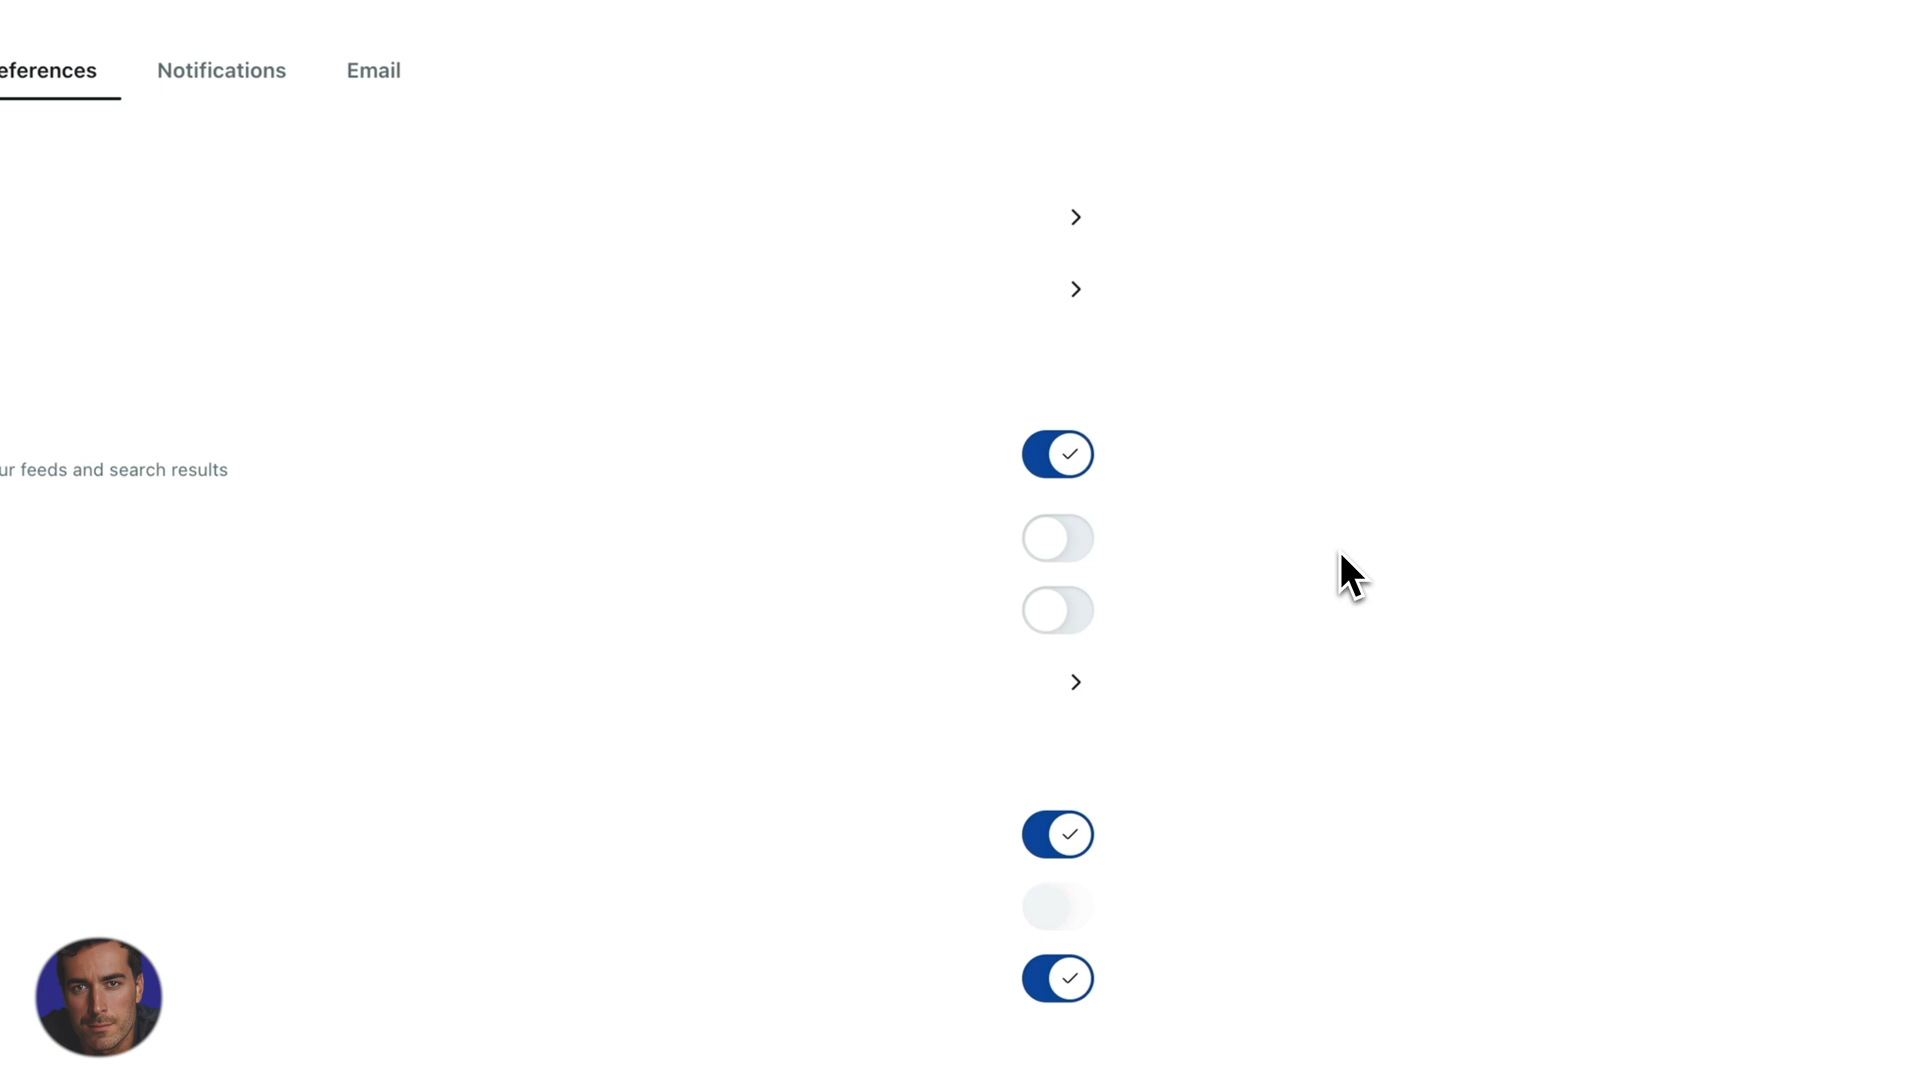 eferences
Notifications
Email
ur feeds and search results